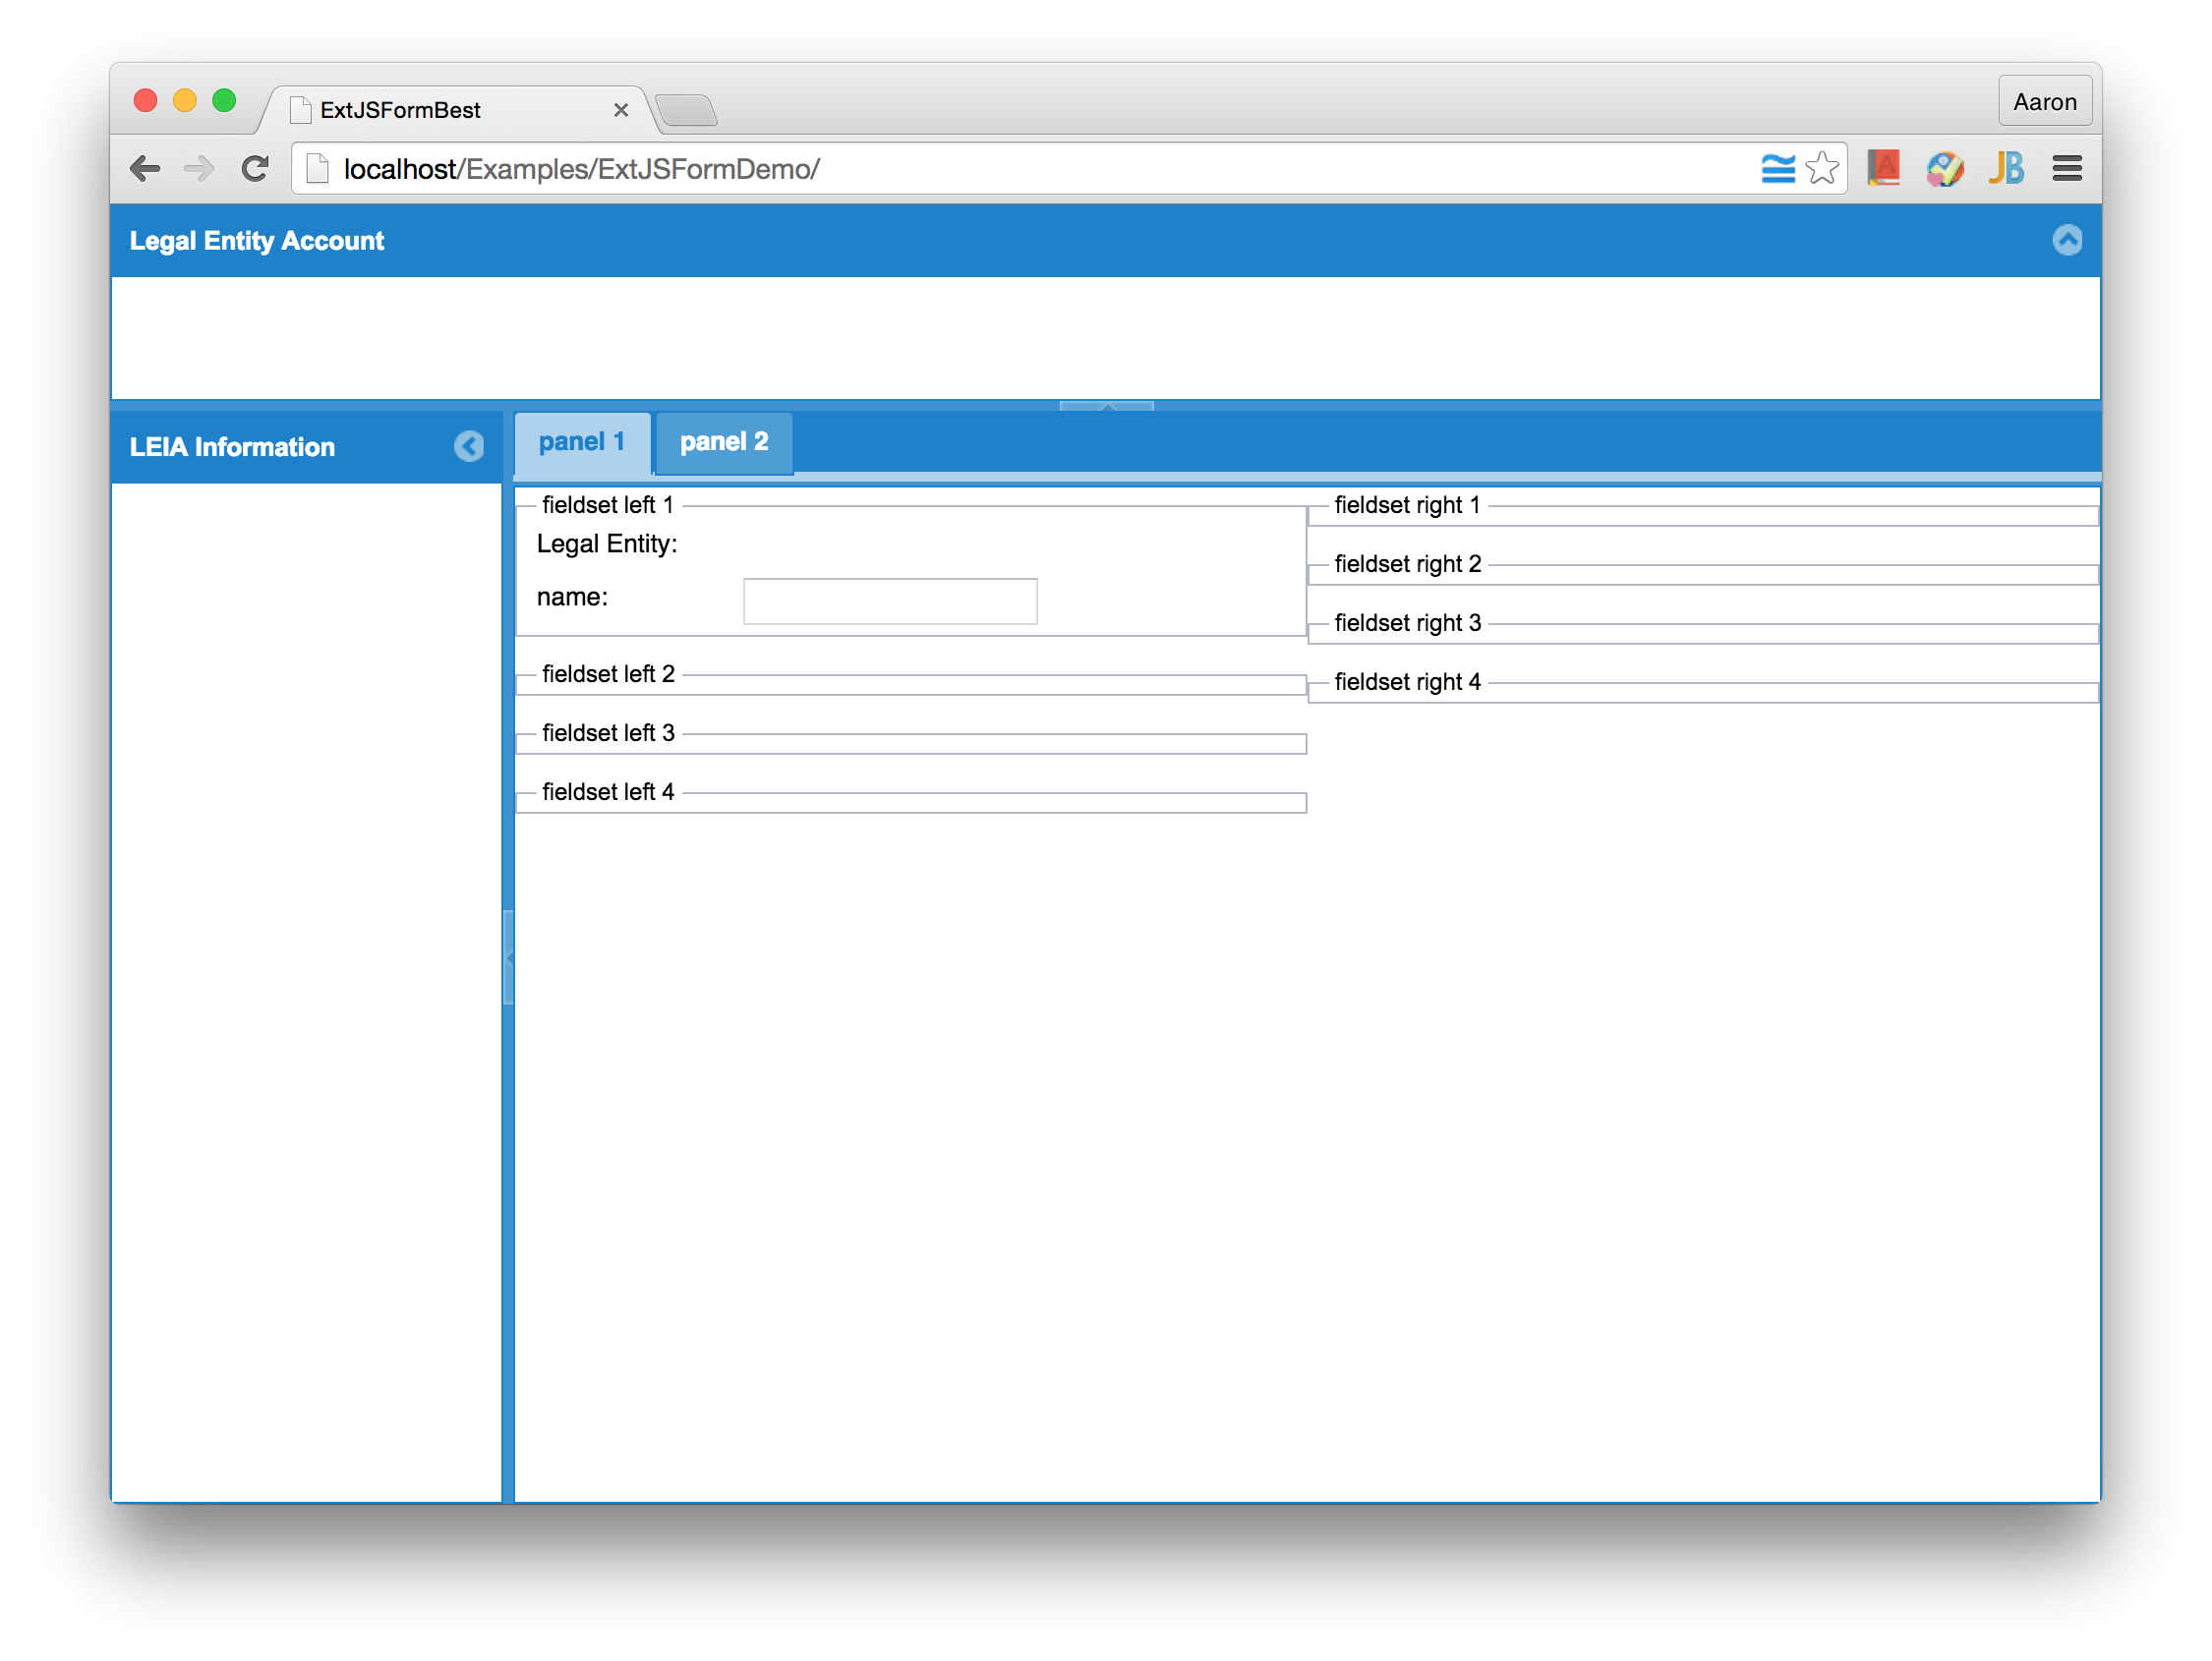 ExtJSFormBest
Aaron
localhost/Examples/ExtJSFormDemo/
A
JB
Legal Entity Account
LEIA Information
panel 1
panel 2
fieldset left 1
Legal Entity:
name:
fieldset left 2
fieldset left 3
fieldset left 4
fieldset right 1
fieldset right 2
fieldset right 3
fieldset right 4